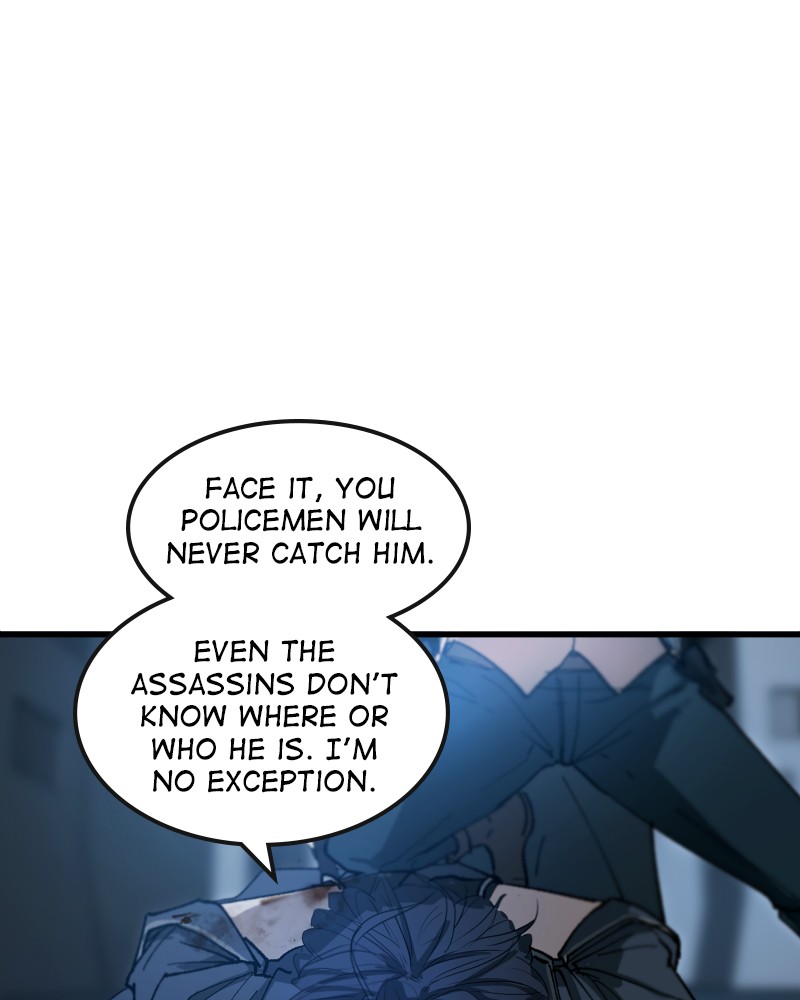 FACE IT, YOU
POLICEMEN WILL
NEVER CATCH HIM.
EVEN THE
ASSASSINS DON'T
KNOW WHERE OR
WHO HE IS. I'M
NO EXCEPTION.